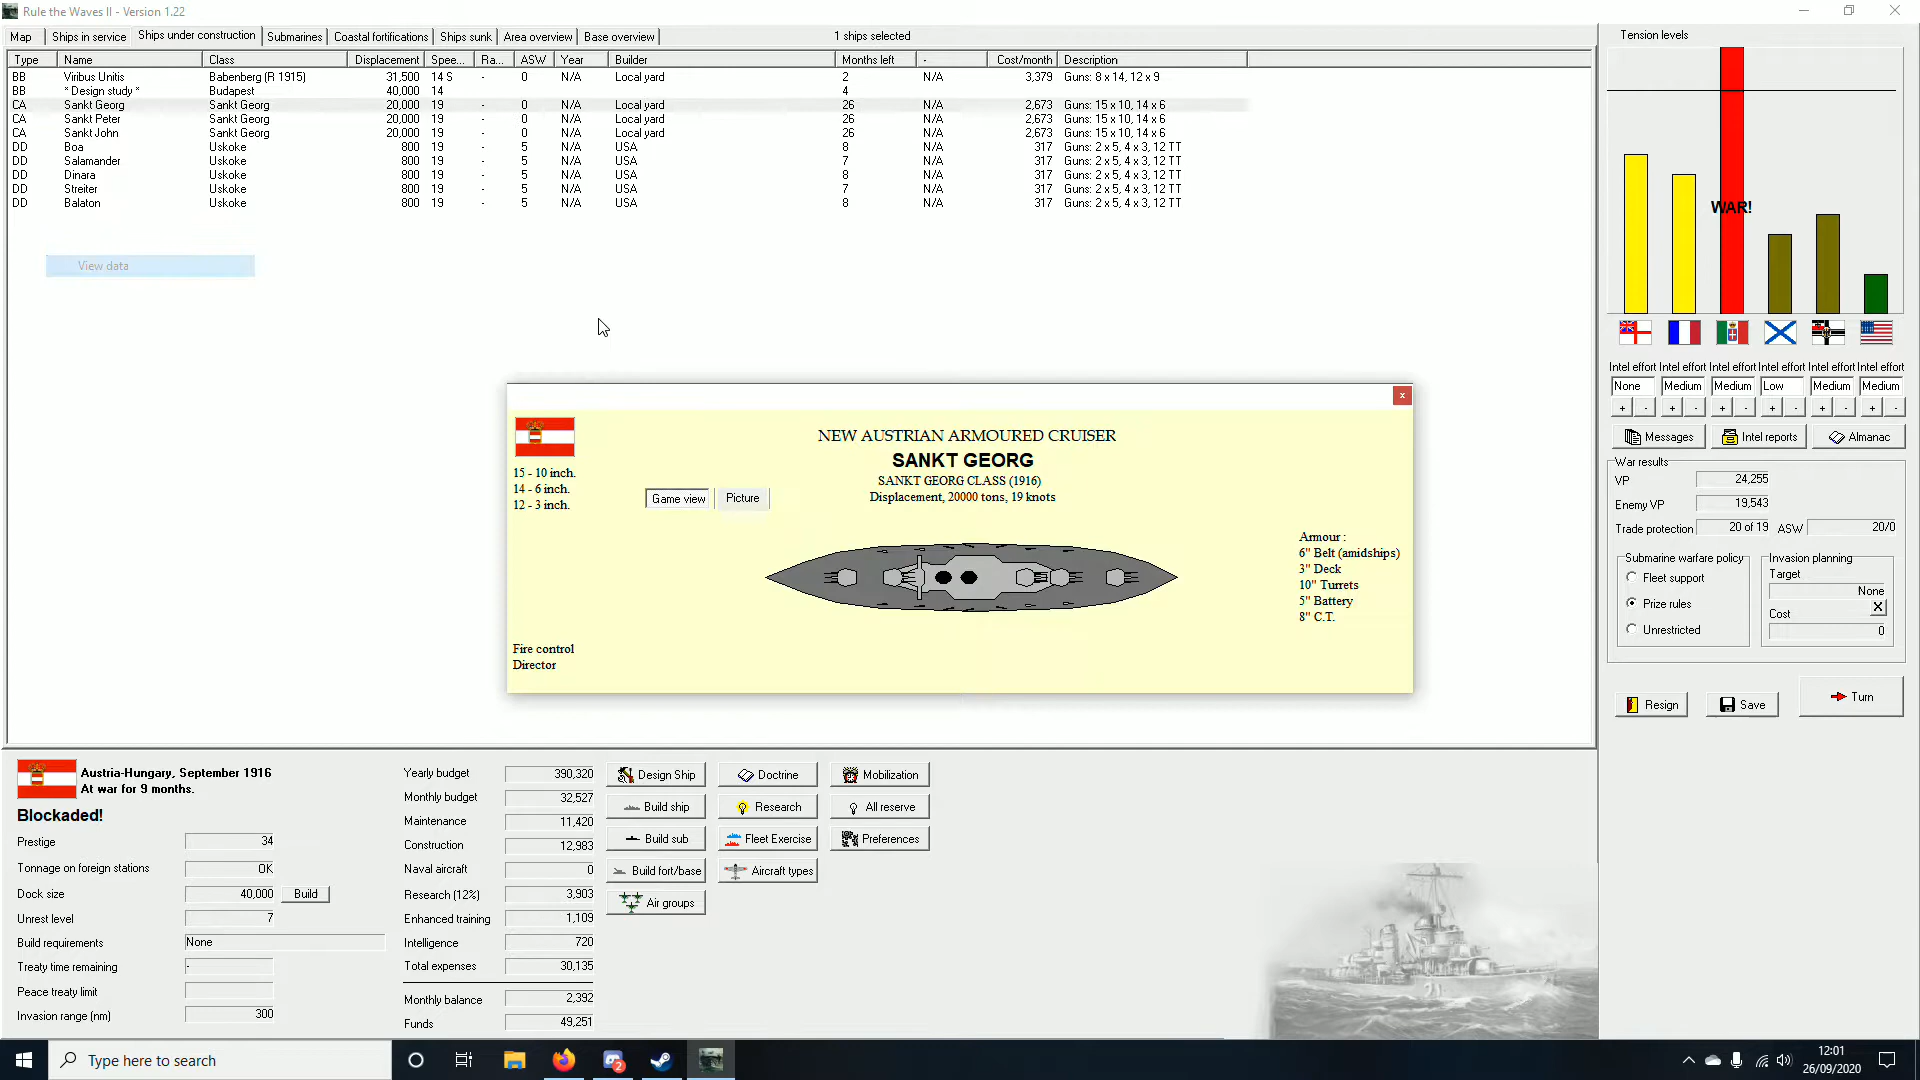 Rule the Waves II - Version 1.22
Map Ships in service Ships under construction Submarines Coastal fortifications Ships sunk Area overview Base overview 1 ships selected
Type Name Class Displacement Spee... Ra... ASW Year Builder Months left - Cost/month Description
BB Viribus Unitis Babenberg (R 1915) 31,500 14 S - 0 N/A Local yard 2 N/A 3,379 Guns: 8 x 14, 12 x 9
BB * Design study * Budapest 40,000 14 4
CA Sankt Georg Sankt Georg 20,000 19 - 0 N/A Local yard 26 N/A 2,673 Guns: 15 x 10, 14 x 6
CA Sankt Peter Sankt Georg 20,000 19 - 0 N/A Local yard 26 N/A 2,673 Guns: 15 x 10, 14 x 6
CA Sankt John Sankt Georg 20,000 19 - 0 N/A Local yard 26 N/A 2,673 Guns: 15 x 10, 14 x 6
DD Boa Uskoke 800 19 - 5 N/A USA 8 N/A 317 Guns: 2 x 5, 4 x 3, 12 TT
DD Salamander Uskoke 800 19 - 5 N/A USA 7 N/A 317 Guns: 2 x 5, 4 x 3, 12 TT
DD Dinara Uskoke 800 19 - 5 N/A USA 8 N/A 317 Guns: 2 x 5, 4 x 3, 12 TT
DD Streiter Uskoke 800 19 - 5 N/A USA 7 N/A 317 Guns: 2 x 5, 4 x 3, 12 TT
DD Balaton Uskoke 800 19 - 5 N/A USA 8 N/A 317 Guns: 2 x 5, 4 x 3, 12 TT
View data
x
NEW AUSTRIAN ARMOURED CRUISER
SANKT GEORG
SANKT GEORG CLASS (1916)
Displacement, 20000 tons, 19 knots
15 - 10 inch.
14 - 6 inch.
12 - 3 inch.
Game view Picture
Armour :
6" Belt (amidships)
3" Deck
10" Turrets
5" Battery
8" C.T.
Fire control
Director
Tension levels
WAR!
Intel effort Intel effort Intel effort Intel effort Intel effort Intel effort
None Medium Medium Low Medium Medium
+ - + - + - + - + - + -
Messages Intel reports Almanac
War results
VP 24,255
Enemy VP 19,543
Trade protection 20 of 19 ASW 20/0
Submarine warfare policy
Fleet support
Prize rules
Unrestricted
Invasion planning
Target
None
Cost X
0
Resign Save Turn
Austria-Hungary, September 1916
At war for 9 months.
Blockaded!
Prestige 34
Tonnage on foreign stations OK
Dock size 40,000 Build
Unrest level 7
Build requirements None
Treaty time remaining -
Peace treaty limit
Invasion range (nm) 300
Yearly budget 390,320
Monthly budget 32,527
Maintenance 11,420
Construction 12,983
Naval aircraft 0
Research (12%) 3,903
Enhanced training 1,109
Intelligence 720
Total expenses 30,135
Monthly balance 2,392
Funds 49,251
Design Ship Doctrine Mobilization
Build ship Research All reserve
Build sub Fleet Exercise Preferences
Build fort/base Aircraft types
Air groups
Type here to search
2
12:01
26/09/2020